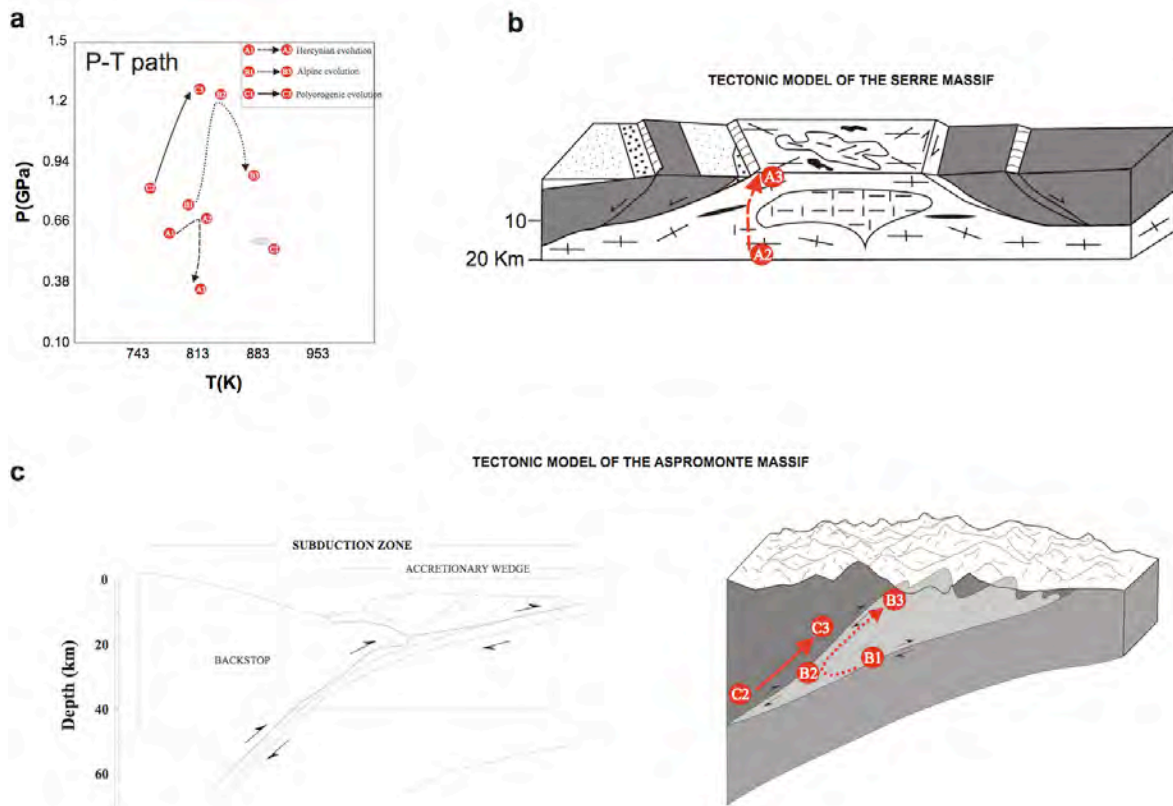 a
P-T path
A1 A3 Hercynian evolution
B1 B3 Alpine evolution
C1 C3 Polyorogenic evolution
1.5
1.2
0.94
0.66
0.38
0.10
P(GPa)
C3
B2
C2
B1
B3
A1
A2
C1
A3
743 813 883 953
T(K)
b
TECTONIC MODEL OF THE SERRE MASSIF
A3
10
20 Km
A2
c
TECTONIC MODEL OF THE ASPROMONTE MASSIF
SUBDUCTION ZONE
ACCRETIONARY WEDGE
BACKSTOP
Depth (km)
0
20
40
60
B3
C3
B1
B2
C2